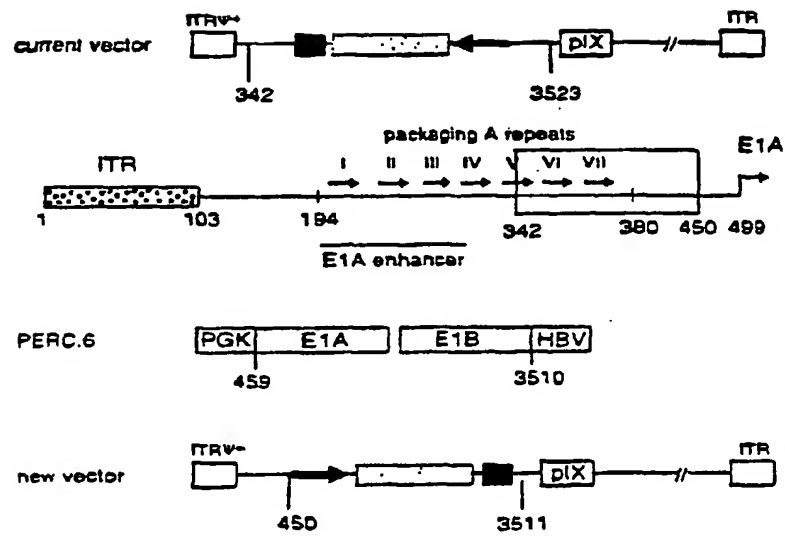 ITRΨ+ ITR
current vector pIX
342 3523
packaging A repeats
ITR I II III IV V VI VII E1A
1 103 194 342 380 450 499
E1A enhancer
PERC.6 PGK E1A E1B HBV
459 3510
ITRΨ+ ITR
new vector pIX
450 3511